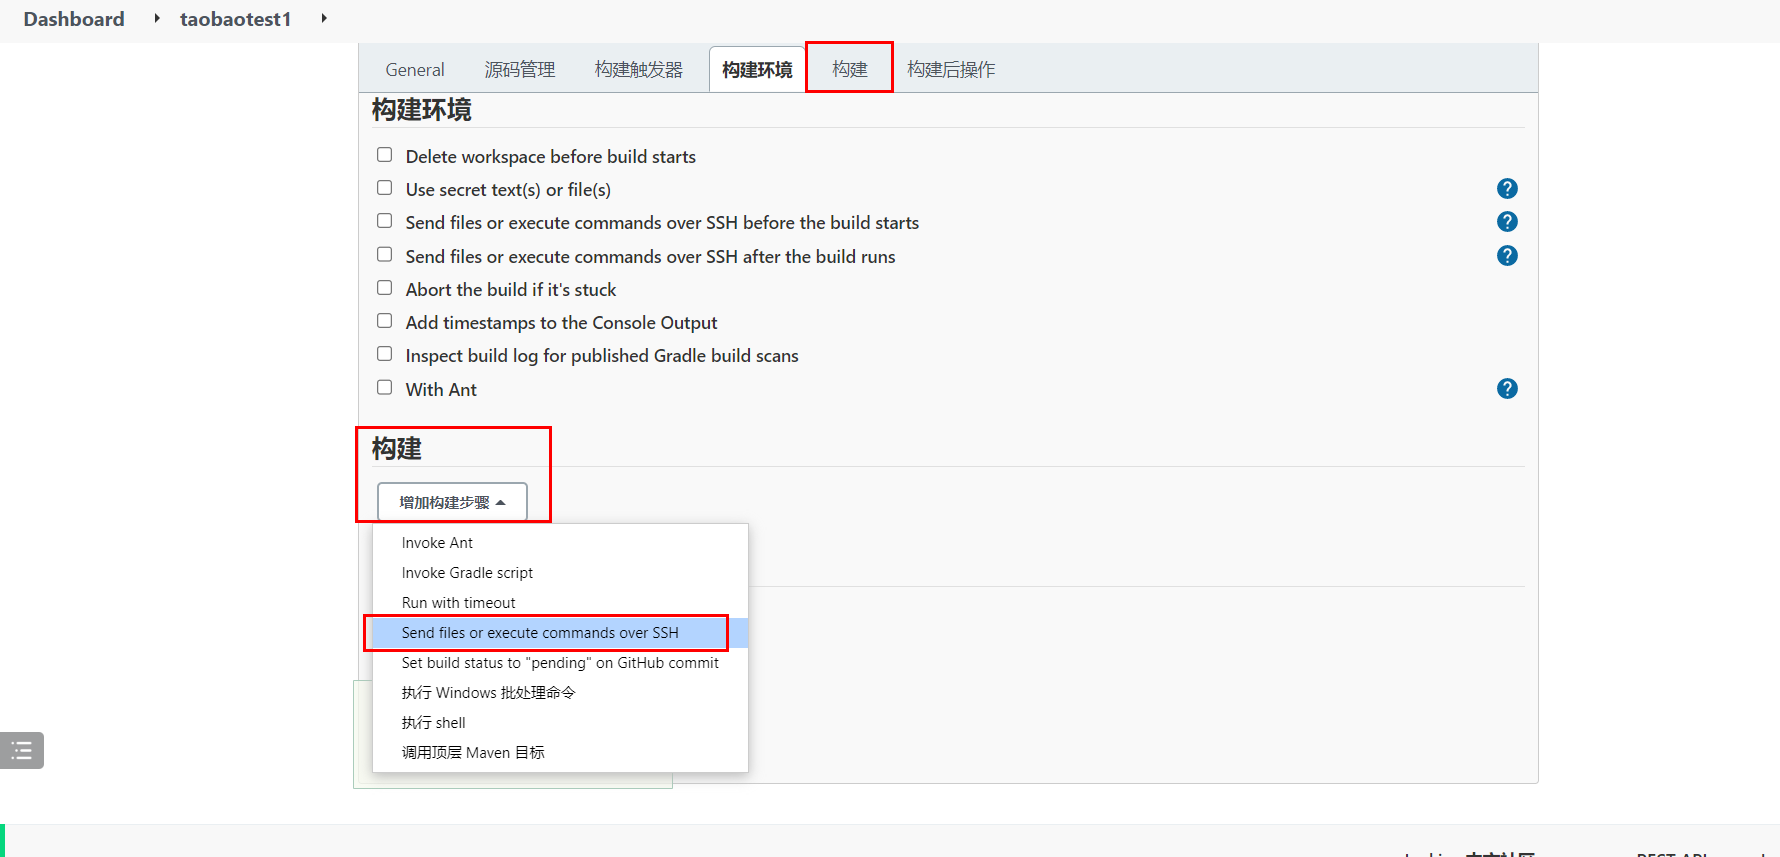 Dashboard taobaotest1
General 源码管理 构建触发器 构建环境 构建 构建后操作
构建环境
Delete workspace before build starts
Use secret text(s) or file(s)
Send files or execute commands over SSH before the build starts
Send files or execute commands over SSH after the build runs
Abort the build if it's stuck
Add timestamps to the Console Output
Inspect build log for published Gradle build scans
With Ant
构建
增加构建步骤
Invoke Ant
Invoke Gradle script
Run with timeout
Send files or execute commands over SSH
Set build status to "pending" on GitHub commit
执行 Windows 批处理命令
执行 shell
调用顶层 Maven 目标